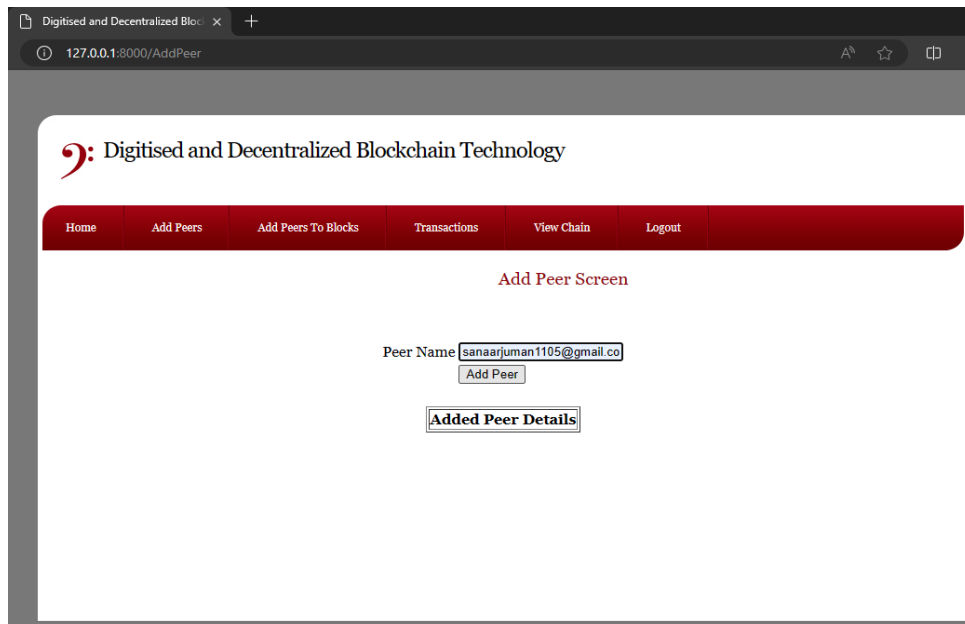 Digitised and Decentralized Bloc
127.0.0.1:8000/AddPeer
Digitised and Decentralized Blockchain Technology
Home Add Peers Add Peers To Blocks Transactions View Chain Logout
Add Peer Screen
Peer Name sanaarjuman1105@gmail.co
Add Peer
Added Peer Details